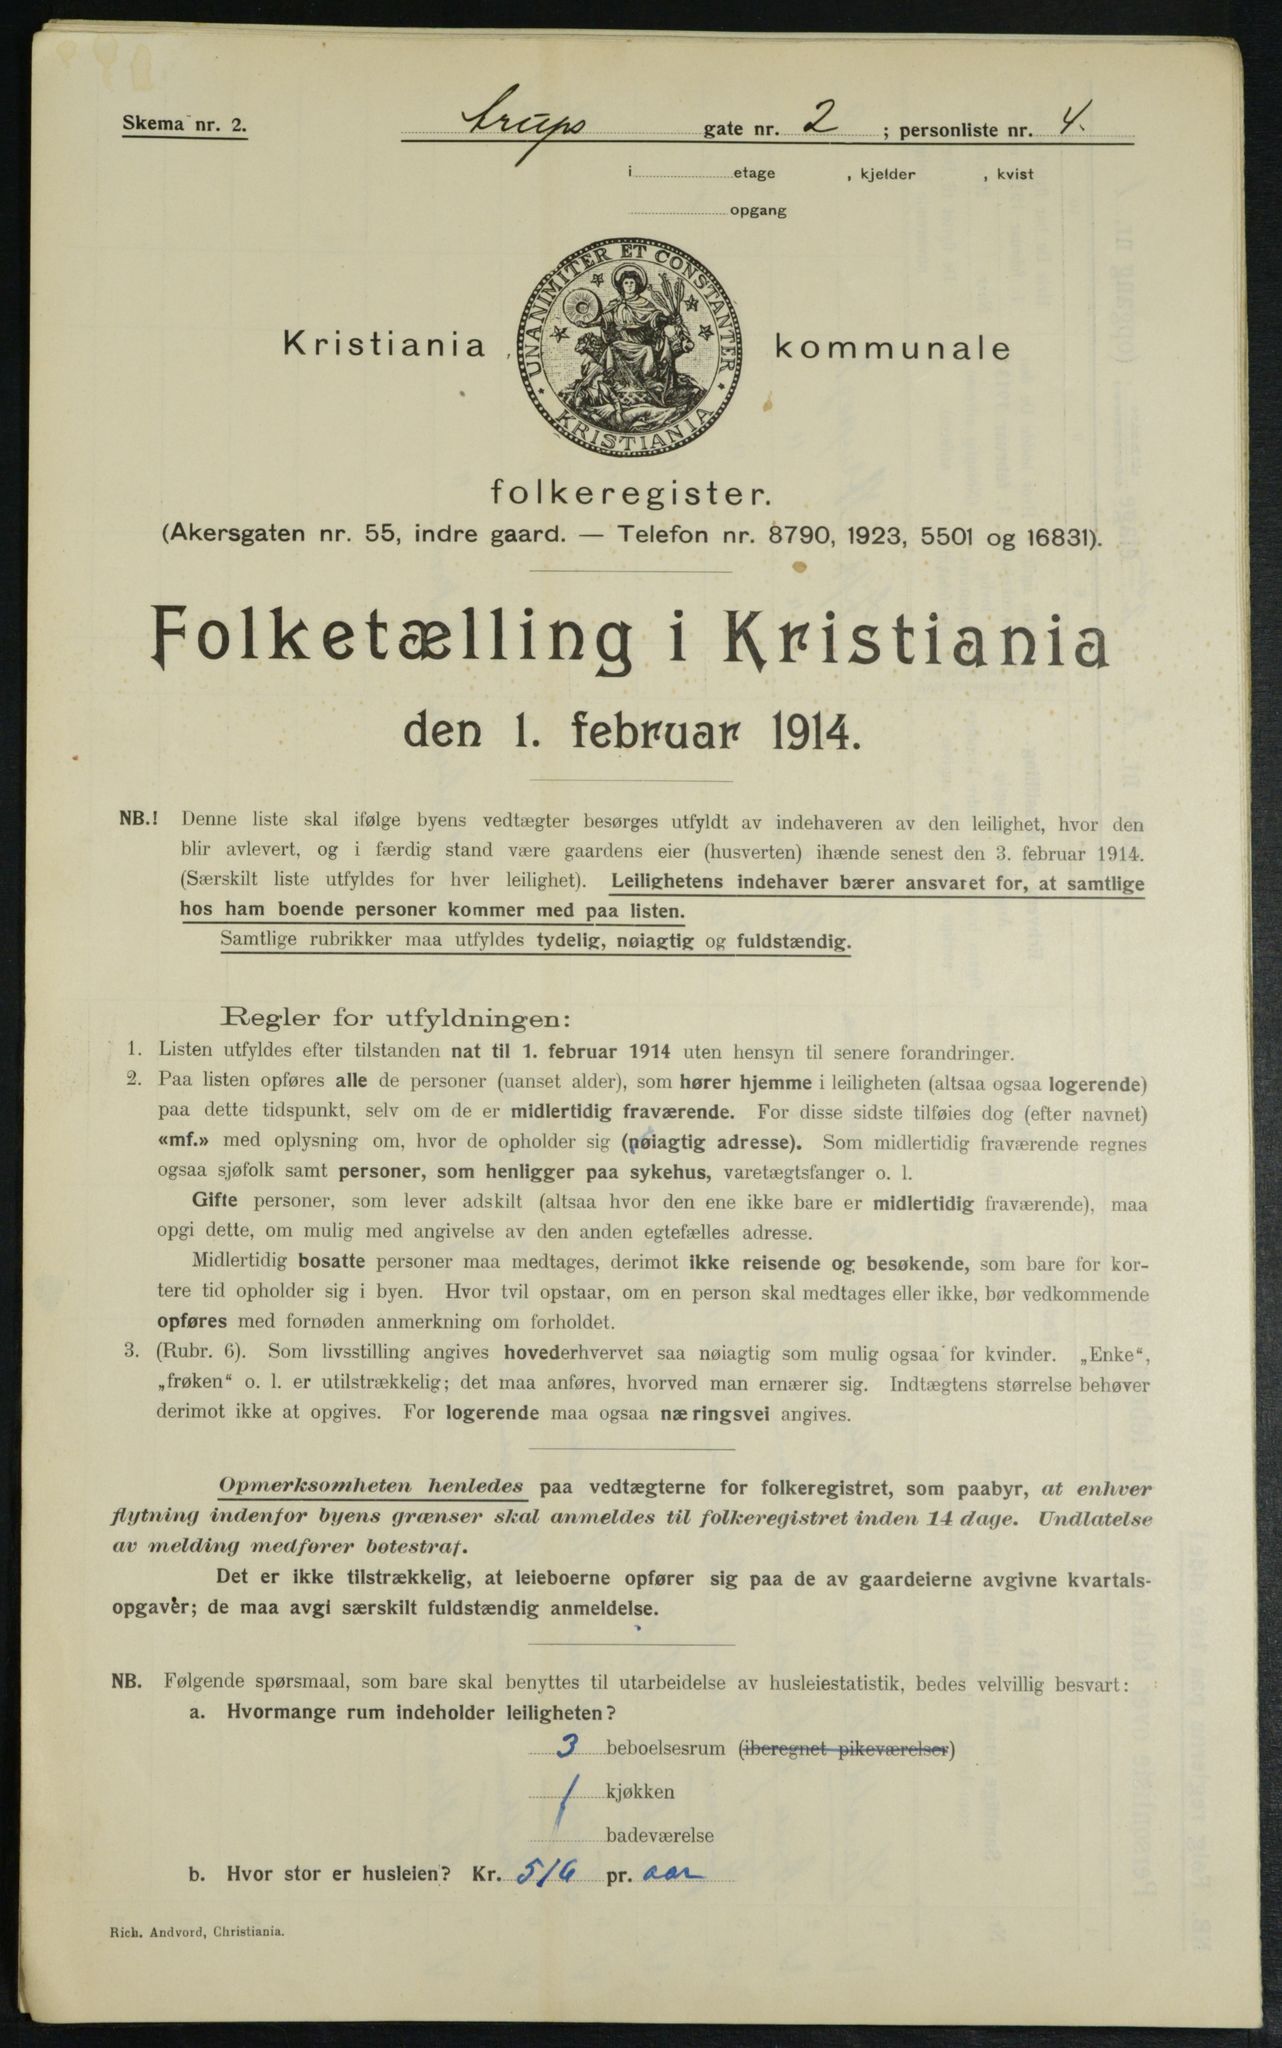 Skema nr. 2.
Arups gate nr. 2 ; personliste nr. 4.
i etage , kjelder , kvist
opgang
UNANIMITER ET CONSTANTER
KRISTIANIA
Kristiania kommunale
folkeregister.
(Akersgaten nr. 55, indre gaard. — Telefon nr. 8790, 1923, 5501 og 16831).
Folketælling i Kristiania
den 1. februar 1914.
NB.! Denne liste skal ifølge byens vedtægter besørges utfyldt av indehaveren av den leilighet, hvor den
blir avlevert, og i færdig stand være gaardens eier (husverten) ihænde senest den 3. februar 1914.
(Særskilt liste utfyldes for hver leilighet). Leilighetens indehaver bærer ansvaret for, at samtlige
hos ham boende personer kommer med paa listen.
Samtlige rubrikker maa utfyldes tydelig, nøiagtig og fuldstændig.
Regler for utfyldningen:
1. Listen utfyldes efter tilstanden nat til 1. februar 1914 uten hensyn til senere forandringer.
2. Paa listen opføres alle de personer (uanset alder), som hører hjemme i leiligheten (altsaa ogsaa logerende)
paa dette tidspunkt, selv om de er midlertidig fraværende. For disse sidste tilføies dog (efter navnet)
«mf.» med oplysning om, hvor de opholder sig (nøiagtig adresse). Som midlertidig fraværende regnes
ogsaa sjøfolk samt personer, som henligger paa sykehus, varetægtsfanger o. l.
Gifte personer, som lever adskilt (altsaa hvor den ene ikke bare er midlertidig fraværende), maa
opgi dette, om mulig med angivelse av den anden egtefælles adresse.
Midlertidig bosatte personer maa medtages, derimot ikke reisende og besøkende, som bare for kor-
tere tid opholder sig i byen. Hvor tvil opstaar, om en person skal medtages eller ikke, bør vedkommende
opføres med fornøden anmerkning om forholdet.
3. (Rubr. 6). Som livsstilling angives hovederhvervet saa nøiagtig som mulig ogsaa for kvinder. „Enke“,
„frøken“ o. l. er utilstrækkelig; det maa anføres, hvorved man ernærer sig. Indtægtens størrelse behøver
derimot ikke at opgives. For logerende maa ogsaa næringsvei angives.
Opmerksomheten henledes paa vedtægterne for folkeregistret, som paabyr, at enhver
flytning indenfor byens grænser skal anmeldes til folkeregistret inden 14 dage. Undlatelse
av melding medfører bøtestraf.
Det er ikke tilstrækkelig, at leieboerne opfører sig paa de av gaardeierne avgivne kvartals-
opgaver; de maa avgi særskilt fuldstændig anmeldelse.
NB. Følgende spørsmaal, som bare skal benyttes til utarbeidelse av husleiestatistik, bedes velvillig besvart:
a. Hvormange rum indeholder leiligheten?
3 beboelsesrum (iberegnet pikeværelser)
1 kjøkken
badeværelse
b. Hvor stor er husleien? Kr. 516 pr. aar
Rich. Andvord, Christiania.